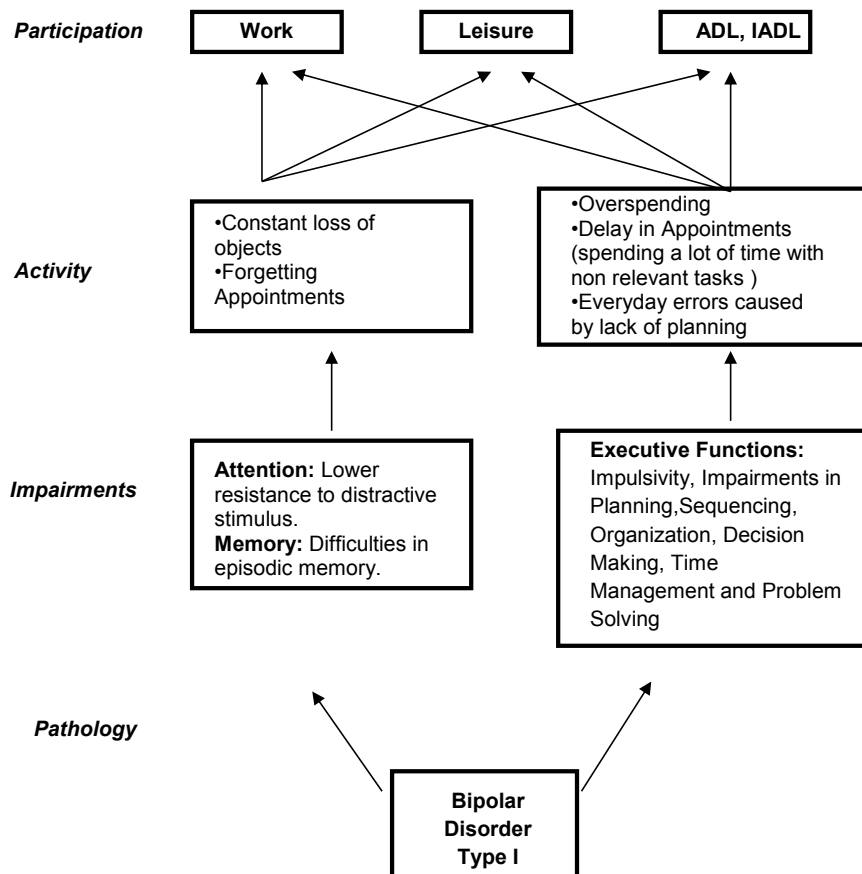 Participation
Work
Leisure
ADL, IADL
Activity
•Constant loss of
objects
•Forgetting
Appointments
•Overspending
•Delay in Appointments
(spending a lot of time with
non relevant tasks )
•Everyday errors caused
by lack of planning
Impairments
Attention: Lower
resistance to distractive
stimulus.
Memory: Difficulties in
episodic memory.
Executive Functions:
Impulsivity, Impairments in
Planning,Sequencing,
Organization, Decision
Making, Time
Management and Problem
Solving
Pathology
Bipolar
Disorder
Type I